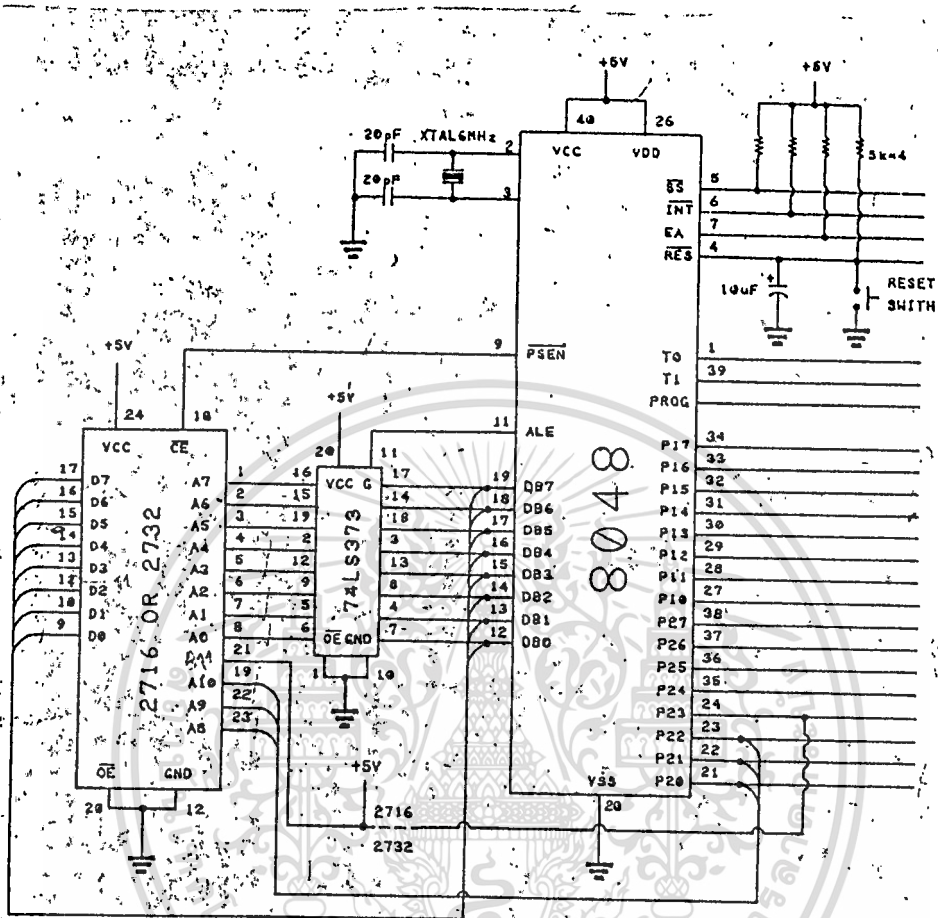 +5V
+5V
40
26
20pF
XTAL6MHz
2
VCC
VDD
5k×4
20pF
3
5
SS
6
INT
7
EA
4
RES
10uF
+
RESET
SWITH
9
PSEN
T0
1
T1
39
PROG
+5V
24
18
VCC
CE
+5V
20
11
VCC G
11
ALE
8048
74LS373
2716 OR 2732
17 D7
16 D6
15 D5
14 D4
13 D3
12 D2
10 D1
9 D0
A7 1
A6 2
A5 3
A4 4
A3 5
A2 6
A1 7
A0 8
21
A10 19
A9 22
A8 23
16
15
19
2
12
9
5
6
17
14
18
3
13
8
4
7
OE GND
1
10
19 DB7
18 DB6
17 DB5
16 DB4
15 DB3
14 DB2
13 DB1
12 DB0
P17 34
P16 33
P15 32
P14 31
P13 30
P12 29
P11 28
P10 27
P27 38
P26 37
P25 36
P24 35
P23 24
P22 23
P21 22
P20 21
OE
GND
20
12
+5V
2716
2732
VSS
20